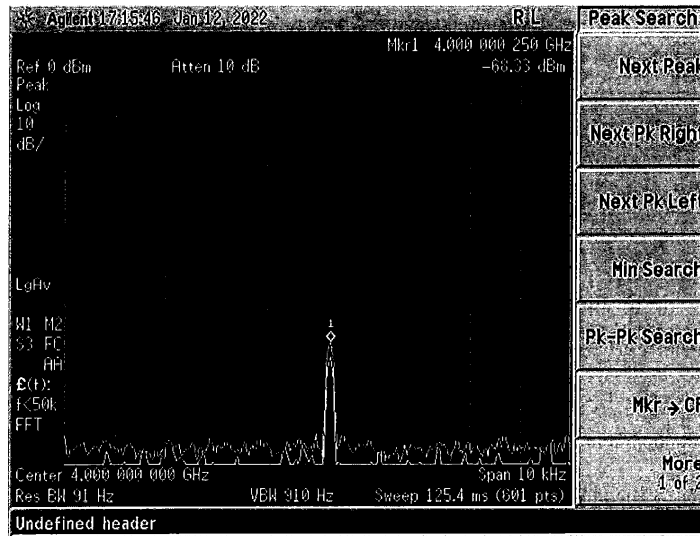 Agilent 17:15:46 Jan 12, 2022 R L
Peak Search
Mkr1 4.000 000 250 GHz
Ref 0 dBm Atten 10 dB -68.33 dBm
Peak
Log
10
dB/
LgAv
W1 M2
S3 FC
AA
£(f):
f<50k
FFT
1
Center 4.000 000 000 GHz Span 10 kHz
Res BW 91 Hz VBW 910 Hz Sweep 125.4 ms (601 pts)
Undefined header
Next Peak
Next Pk Right
Next Pk Left
Min Search
Pk-Pk Search
Mkr → CF
More
1 of 2